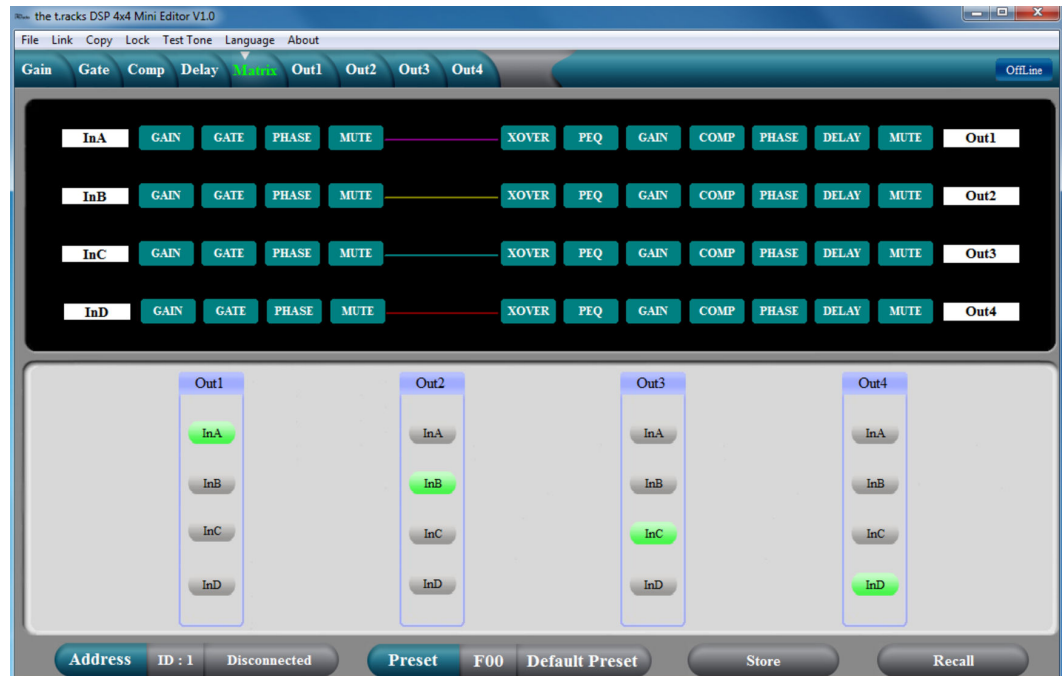 the t.racks DSP 4x4 Mini Editor V1.0
File Link Copy Lock Test Tone Language About
Gain Gate Comp Delay Matrix Out1 Out2 Out3 Out4 OffLine
InA GAIN GATE PHASE MUTE XOVER PEQ GAIN COMP PHASE DELAY MUTE Out1
InB GAIN GATE PHASE MUTE XOVER PEQ GAIN COMP PHASE DELAY MUTE Out2
InC GAIN GATE PHASE MUTE XOVER PEQ GAIN COMP PHASE DELAY MUTE Out3
InD GAIN GATE PHASE MUTE XOVER PEQ GAIN COMP PHASE DELAY MUTE Out4
Out1 Out2 Out3 Out4
InA InA InA InA
InB InB InB InB
InC InC InC InC
InD InD InD InD
Address ID : 1 Disconnected Preset F00 Default Preset Store Recall